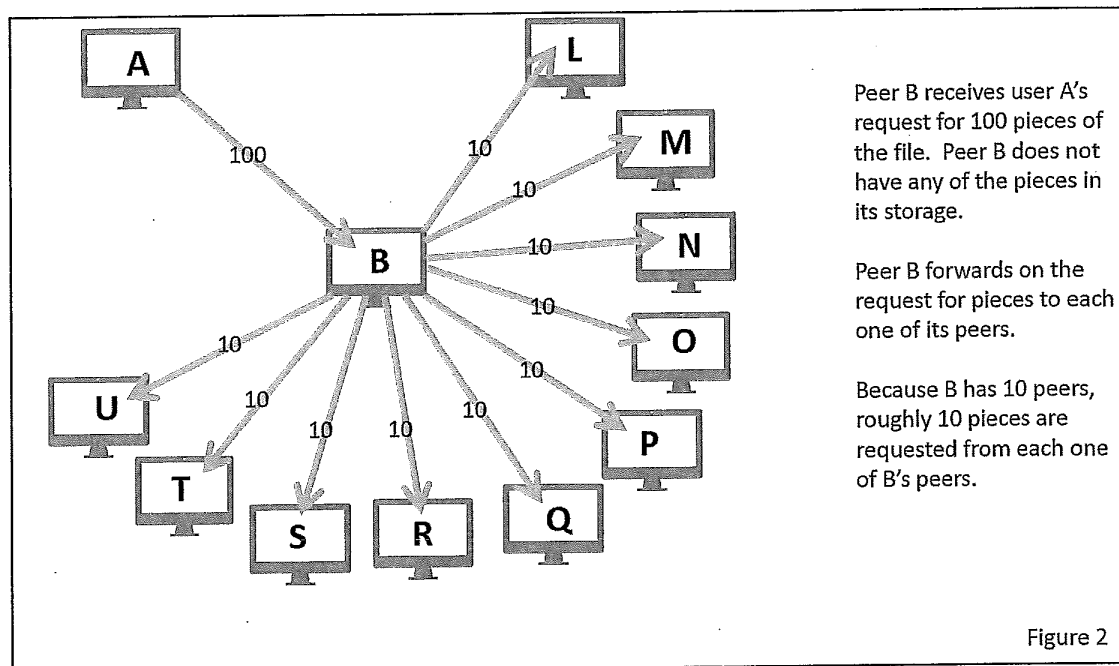 A
L
M
N
B
O
U
P
T
S
R
Q
100
10
10
10
10
10
10
10
10
10
10
Peer B receives user A's
request for 100 pieces of
the file. Peer B does not
have any of the pieces in
its storage.
Peer B forwards on the
request for pieces to each
one of its peers.
Because B has 10 peers,
roughly 10 pieces are
requested from each one
of B's peers.
Figure 2